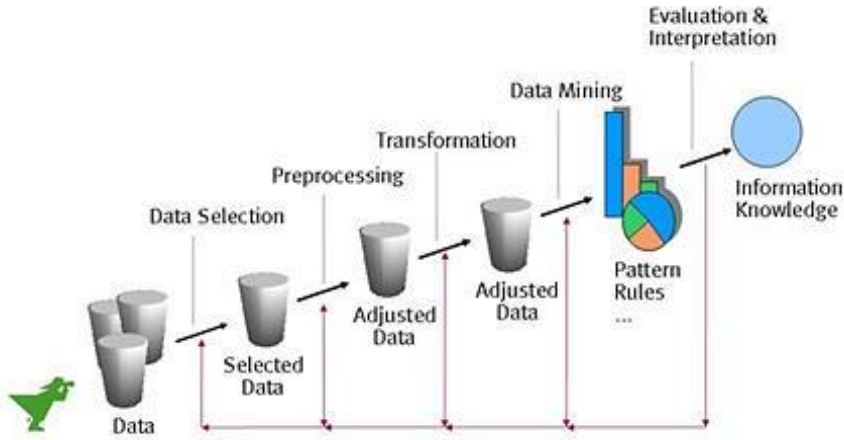 Evaluation &
Interpretation
Data Mining
Transformation
Preprocessing
Data Selection
Information
Knowledge
Pattern
Rules
...
Adjusted
Data
Adjusted
Data
Selected
Data
Data